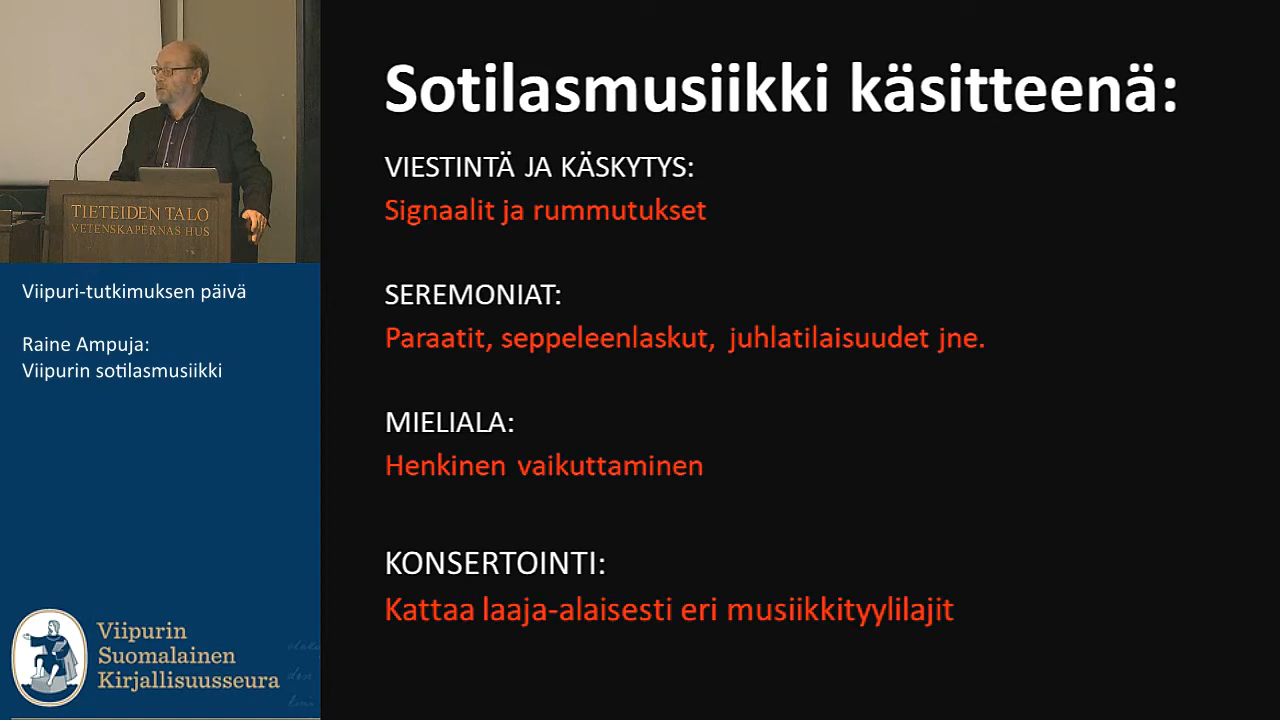 TIETEIDEN TALO
VETENSKAPERNAS HUS
Viipuri-tutkimuksen päivä
Raine Ampuja:
Viipurin sotilasmusiikki
Viipurin
Suomalainen
Kirjallisuusseura
Sotilasmusiikki käsitteenä:
VIESTINTÄ JA KÄSKYTYS:
Signaalit ja rummutukset
SEREMONIAT:
Paraatit, seppeleenlaskut, juhlatilaisuudet jne.
MIELIALA:
Henkinen vaikuttaminen
KONSERTOINTI:
Kattaa laaja-alaisesti eri musiikkityylilajit